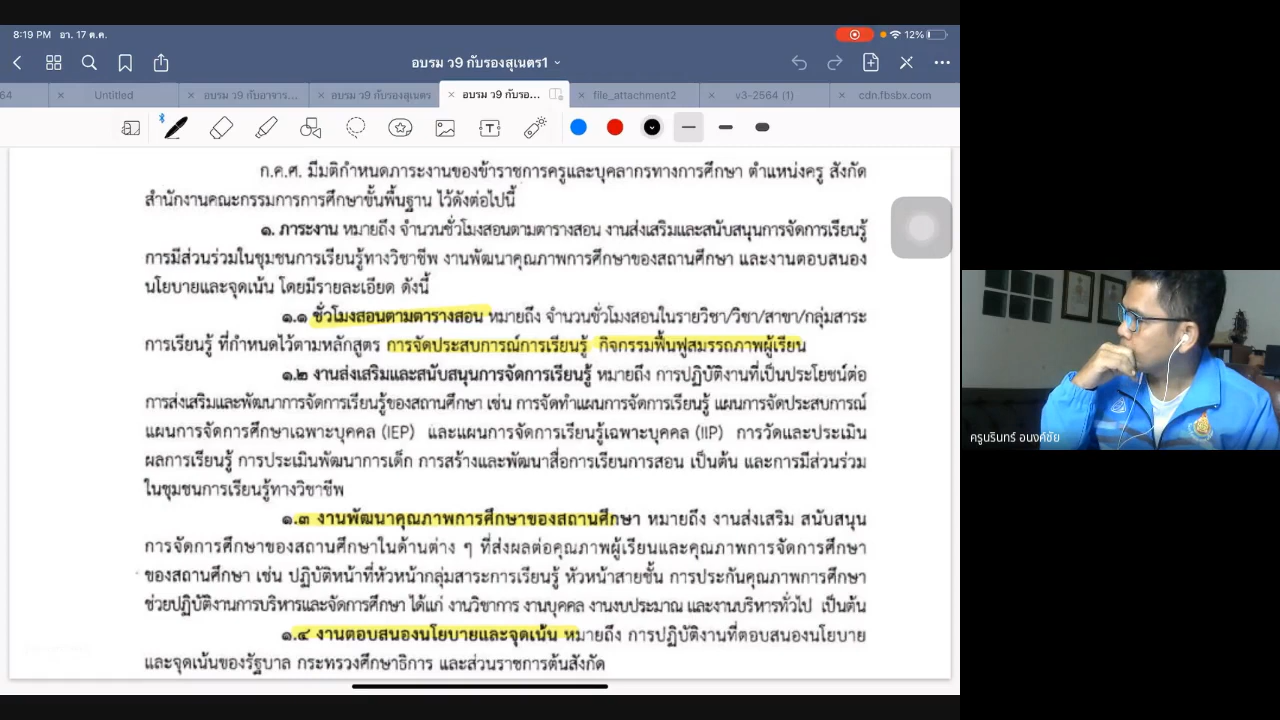 8:19 PM อา. 17 ต.ค.
12%
อบรม ว9 กับรองสุเนตร1
64
Untitled
อบรม ว9 กับอาจาร...
อบรม ว9 กับรองสุเนตร
อบรม ว9 กับรอ...
file_attachment2
v3-2564 (1)
cdn.fbsbx.com
ก.ค.ศ. มีมติกำหนดภาระงานของข้าราชการครูและบุคลากรทางการศึกษา ตำแหน่งครู สังกัด
สำนักงานคณะกรรมการการศึกษาขั้นพื้นฐาน ไว้ดังต่อไปนี้
๑. ภาระงาน หมายถึง จำนวนชั่วโมงสอนตามตารางสอน งานส่งเสริมและสนับสนุนการจัดการเรียนรู้
การมีส่วนร่วมในชุมชนการเรียนรู้ทางวิชาชีพ งานพัฒนาคุณภาพการศึกษาของสถานศึกษา และงานตอบสนอง
นโยบายและจุดเน้น โดยมีรายละเอียด ดังนี้
๑.๑ ชั่วโมงสอนตามตารางสอน หมายถึง จำนวนชั่วโมงสอนในรายวิชา/วิชา/สาขา/กลุ่มสาระ
การเรียนรู้ ที่กำหนดไว้ตามหลักสูตร การจัดประสบการณ์การเรียนรู้ กิจกรรมฟื้นฟูสมรรถภาพผู้เรียน
๑.๒ งานส่งเสริมและสนับสนุนการจัดการเรียนรู้ หมายถึง การปฏิบัติงานที่เป็นประโยชน์ต่อ
การส่งเสริมและพัฒนาการจัดการเรียนรู้ของสถานศึกษา เช่น การจัดทำแผนการจัดการเรียนรู้ แผนการจัดประสบการณ์
แผนการจัดการศึกษาเฉพาะบุคคล (IEP) และแผนการจัดการเรียนรู้เฉพาะบุคคล (IIP) การวัดและประเมิน
ผลการเรียนรู้ การประเมินพัฒนาการเด็ก การสร้างและพัฒนาสื่อการเรียนการสอน เป็นต้น และการมีส่วนร่วม
ในชุมชนการเรียนรู้ทางวิชาชีพ
๑.๓ งานพัฒนาคุณภาพการศึกษาของสถานศึกษา หมายถึง งานส่งเสริม สนับสนุน
การจัดการศึกษาของสถานศึกษาในด้านต่าง ๆ ที่ส่งผลต่อคุณภาพผู้เรียนและคุณภาพการจัดการศึกษา
ของสถานศึกษา เช่น ปฏิบัติหน้าที่หัวหน้ากลุ่มสาระการเรียนรู้ หัวหน้าสายชั้น การประกันคุณภาพการศึกษา
ช่วยปฏิบัติงานการบริหารและจัดการศึกษา ได้แก่ งานวิชาการ งานบุคคล งานงบประมาณ และงานบริหารทั่วไป เป็นต้น
๑.๔ งานตอบสนองนโยบายและจุดเน้น หมายถึง การปฏิบัติงานที่ตอบสนองนโยบาย
และจุดเน้นของรัฐบาล กระทรวงศึกษาธิการ และส่วนราชการต้นสังกัด
ครูนรินทร์ อนงค์ชัย